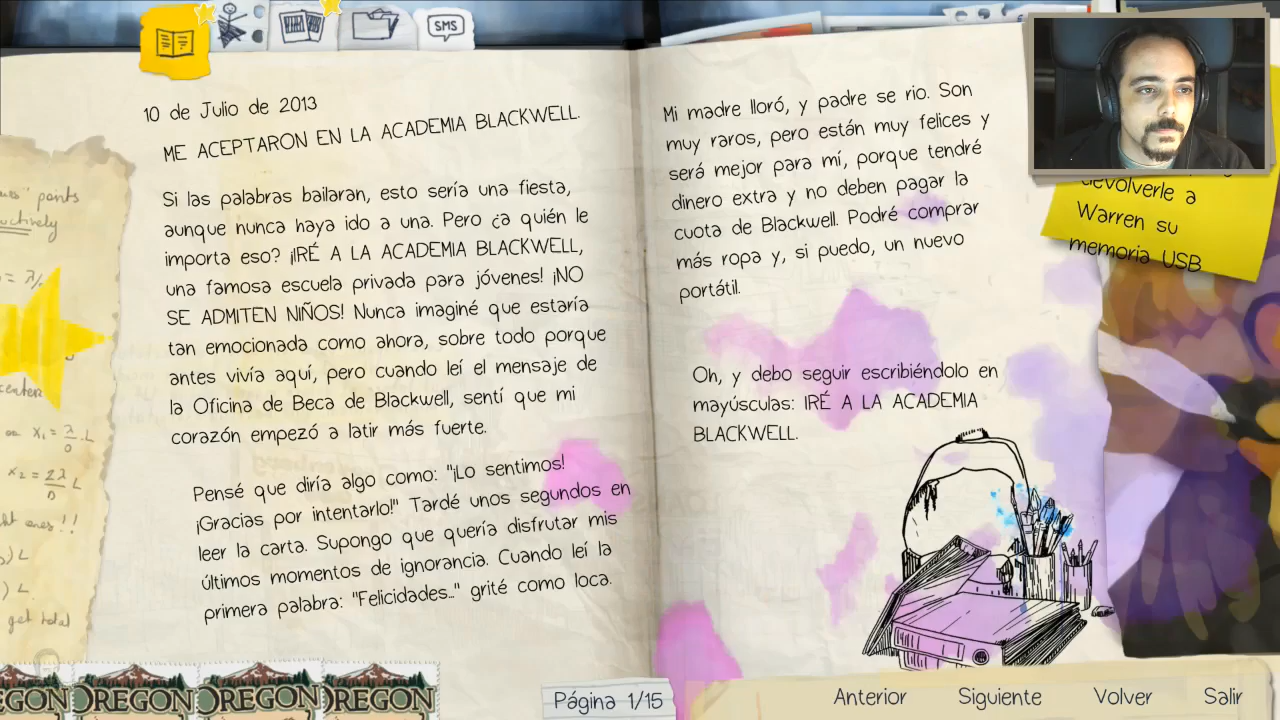 SMS
10 de Julio de 2013
ME ACEPTARON EN LA ACADEMIA BLACKWELL.
Si las palabras bailaran, esto sería una fiesta,
aunque nunca haya ido a una. Pero ¿a quién le
importa eso? ¡IRÉ A LA ACADEMIA BLACKWELL,
una famosa escuela privada para jóvenes! ¡NO
SE ADMITEN NIÑOS! Nunca imaginé que estaría
tan emocionada como ahora, sobre todo porque
antes vivía aquí, pero cuando leí el mensaje de
la Oficina de Beca de Blackwell, sentí que mi
corazón empezó a latir más fuerte.
Pensé que diría algo como: "¡Lo sentimos!
¡Gracias por intentarlo!" Tardé unos segundos en
leer la carta. Supongo que quería disfrutar mis
últimos momentos de ignorancia. Cuando leí la
primera palabra: "Felicidades..." grité como loca.
Mi madre lloró, y padre se rio. Son
muy raros, pero están muy felices y
será mejor para mí, porque tendré
dinero extra y no deben pagar la
cuota de Blackwell. Podré comprar
más ropa y, si puedo, un nuevo
portátil.
Oh, y debo seguir escribiéndolo en
mayúsculas: IRÉ A LA ACADEMIA
BLACKWELL.
devolverle a
Warren su
memoria USB
points
x1 = λ/D . L
x2 = 2λ/D L
get total
OREGON OREGON OREGON
Página 1/15
Anterior Siguiente Volver Salir